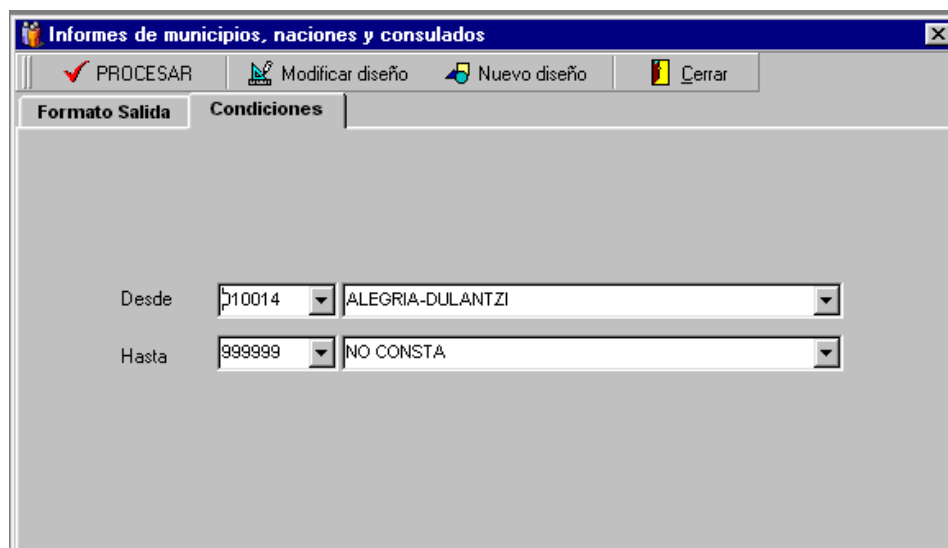 Informes de municipios, naciones y consulados
PROCESAR Modificar diseño Nuevo diseño Cerrar
Formato Salida Condiciones
Desde 010014 ALEGRIA-DULANTZI
Hasta 999999 NO CONSTA